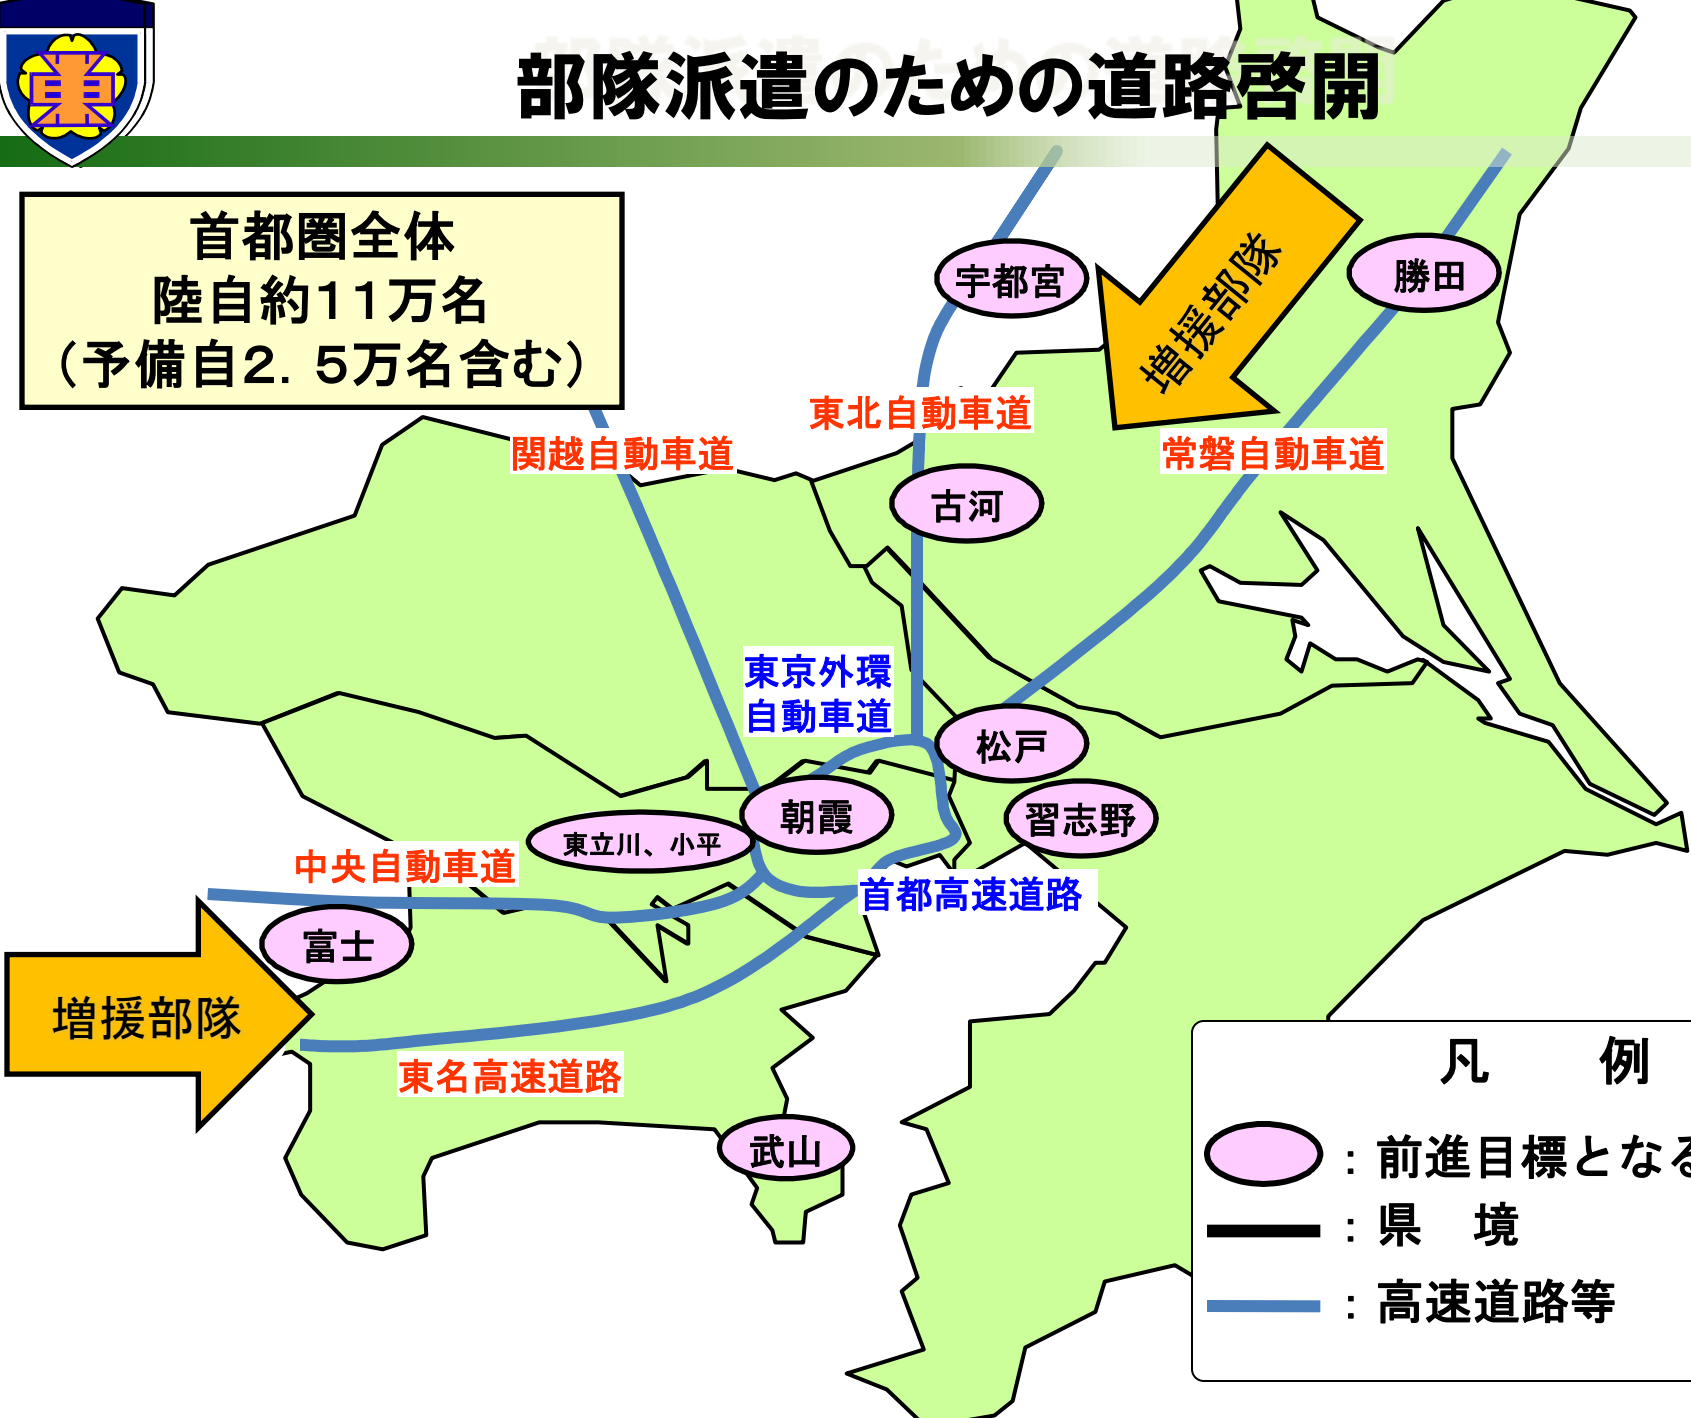 部隊派遣のための道路啓開
首都圏全体
陸自約１１万名
（予備自２．５万名含む）
増援部隊
宇都宮
勝田
東北自動車道
関越自動車道
常磐自動車道
古河
東京外環
自動車道
松戸
朝霞
習志野
東立川、小平
中央自動車道
首都高速道路
富士
増援部隊
東名高速道路
武山
凡　例
：前進目標となる
：県　境
：高速道路等
東